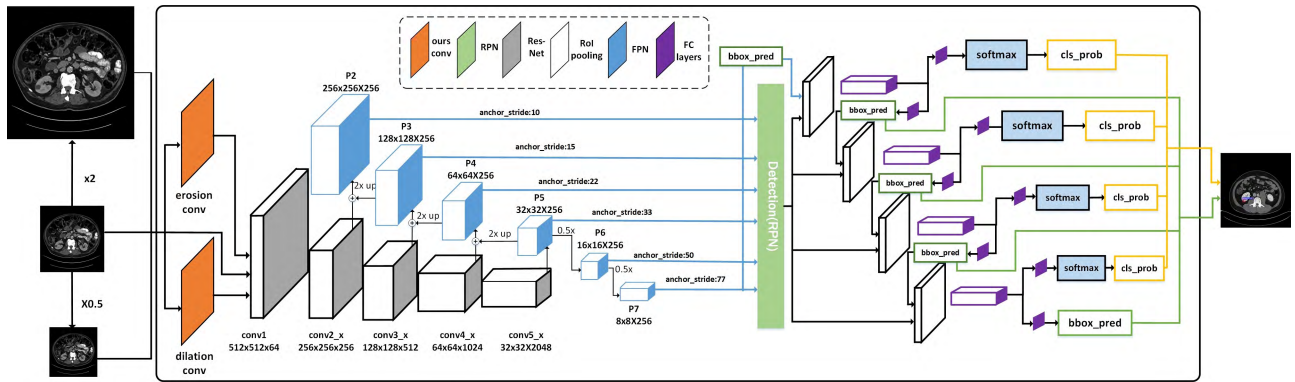 x2
X0.5
erosion
conv
dilation
conv
ours
conv
RPN
Res-
Net
RoI
pooling
FPN
FC
layers
P2
256x256X256
P3
128x128X256
P4
64x64X256
P5
32x32X256
P6
16x16X256
P7
8x8X256
2x up
2x up
2x up
0.5x
0.5x
anchor_stride:10
anchor_stride:15
anchor_stride:22
anchor_stride:33
anchor_stride:50
anchor_stride:77
conv1
512x512x64
conv2_x
256x256x256
conv3_x
128x128x512
conv4_x
64x64x1024
conv5_x
32x32X2048
bbox_pred
Detection(RPN)
softmax
cls_prob
bbox_pred
softmax
cls_prob
bbox_pred
softmax
cls_prob
bbox_pred
softmax
cls_prob
bbox_pred